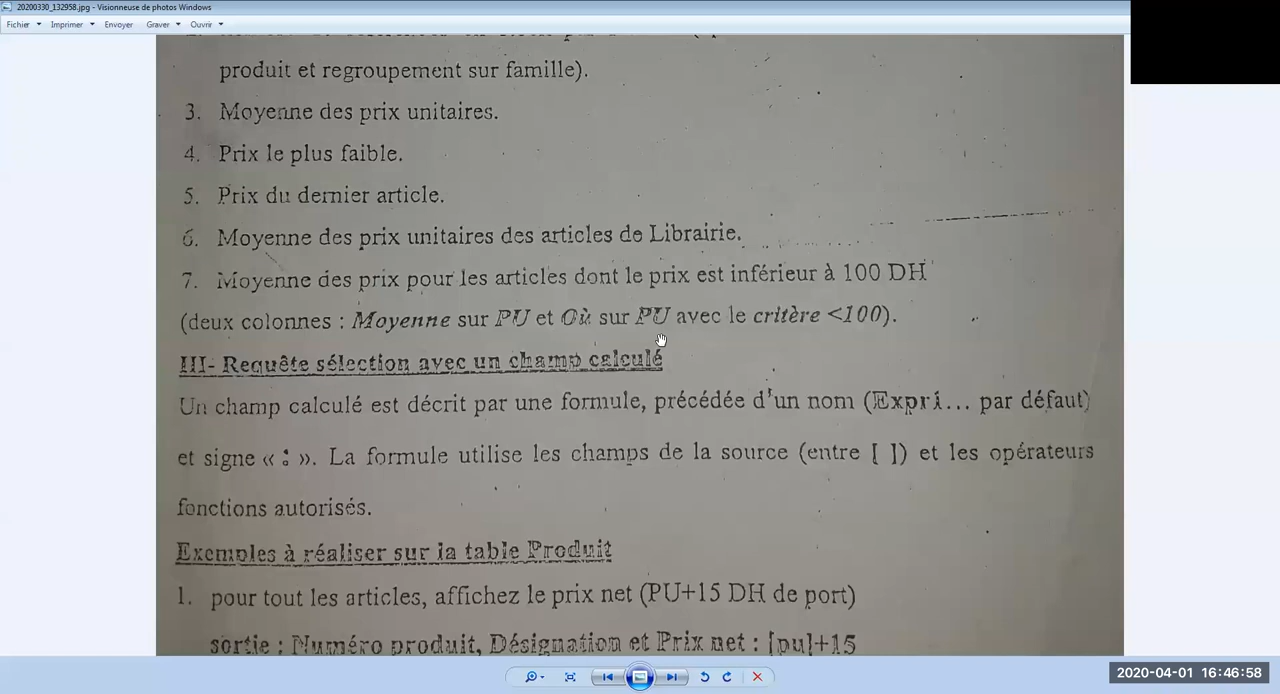 20200330_132958.jpg - Visionneuse de photos Windows
Fichier Imprimer Envoyer Graver Ouvrir
produit et regroupement sur famille).
3. Moyenne des prix unitaires.
4. Prix le plus faible.
5. Prix du dernier article.
6. Moyenne des prix unitaires des articles de Librairie.
7. Moyenne des prix pour les articles dont le prix est inférieur à 100 DH
(deux colonnes : Moyenne sur PU et Où sur PU avec le critère <100).
III- Requête sélection avec un champ calculé
Un champ calculé est décrit par une formule, précédée d'un nom (Expr1... par défaut)
et signe « : ». La formule utilise les champs de la source (entre [ ]) et les opérateurs
fonctions autorisés.
Exemples à réaliser sur la table Produit
1. pour tout les articles, affichez le prix net (PU+15 DH de port)
sortie : Numéro produit, Désignation et Prix net : [pu]+15
2020-04-01 16:46:58